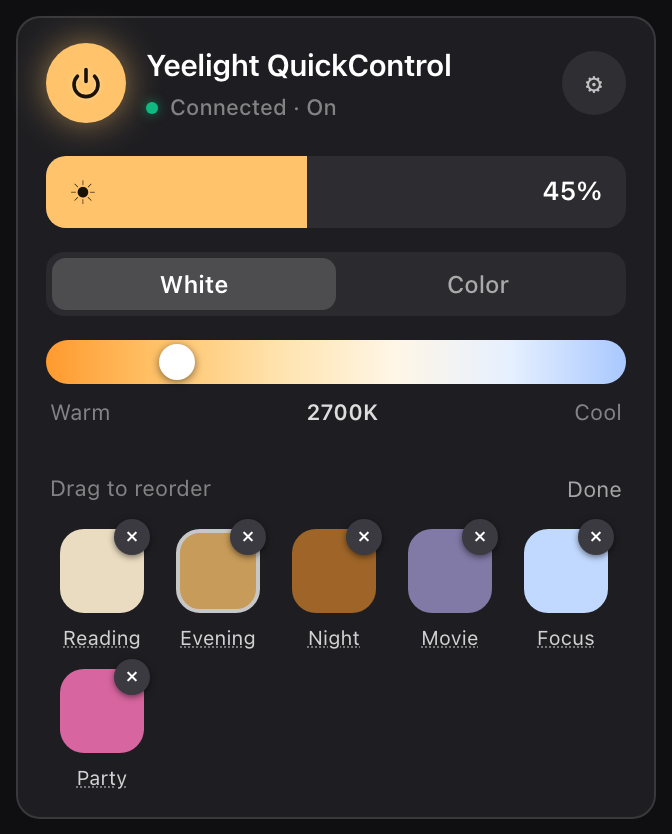 Yeelight QuickControl
Connected · On
45%
White Color
Warm 2700K Cool
Drag to reorder Done
Reading Evening Night Movie Focus
Party